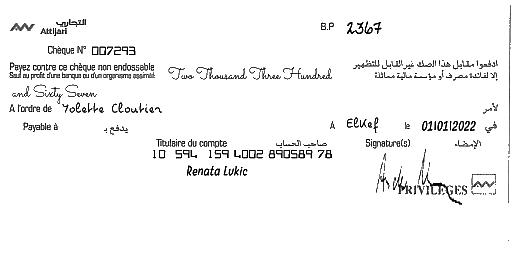 التجاري
Attijari
B.P 2367
Chèque N° 007293
Payez contre ce chèque non endossable
Seul au profit d'une banque ou d'un organisme assimilé
Two Thousand Three Hundred
ادفعوا مقابل هذا الصك غير القابل للتظهير
إلا لفائدة مصرف أو مؤسسة مالية مماثلة
and Sixty Seven
A l'ordre de Yolette Cloutier لأمر
Payable à يدفع بـ A ElKef le 01/01/2022 في
Titulaire du compte صاحب الحساب Signature(s) الإمضاء
10 594 159 4002 890589 78
Renata Lukic
PRIVILEGES